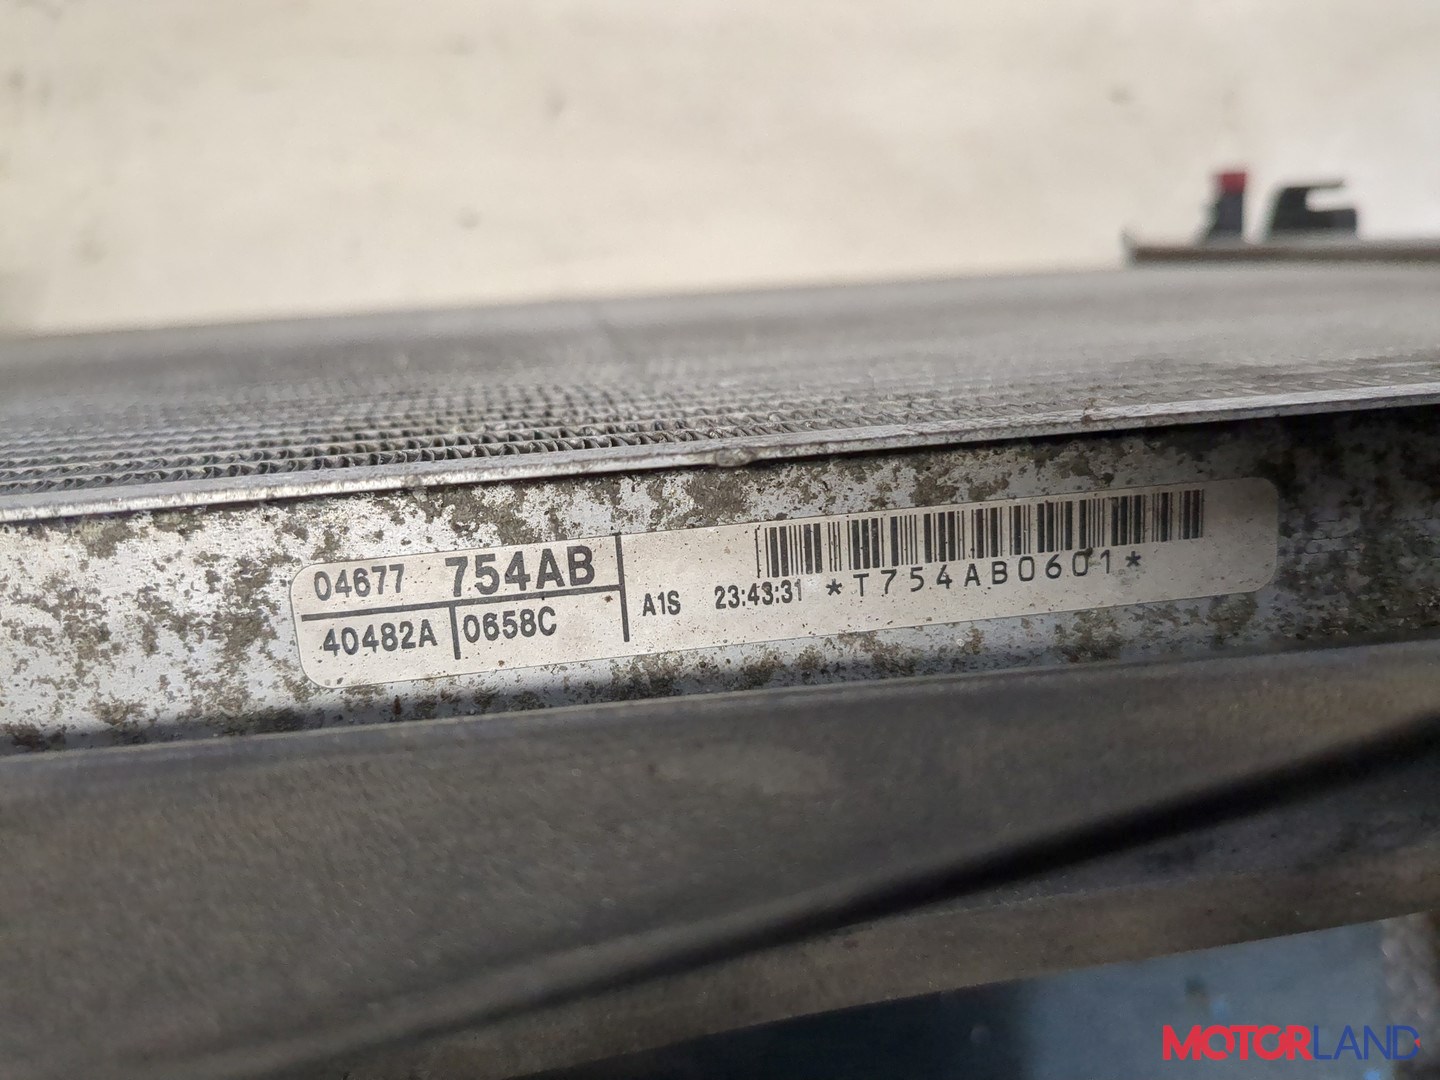 04677 754AB
40482A 0658C
A1S 23:43:31 *T754AB0601*
MOTORLAND